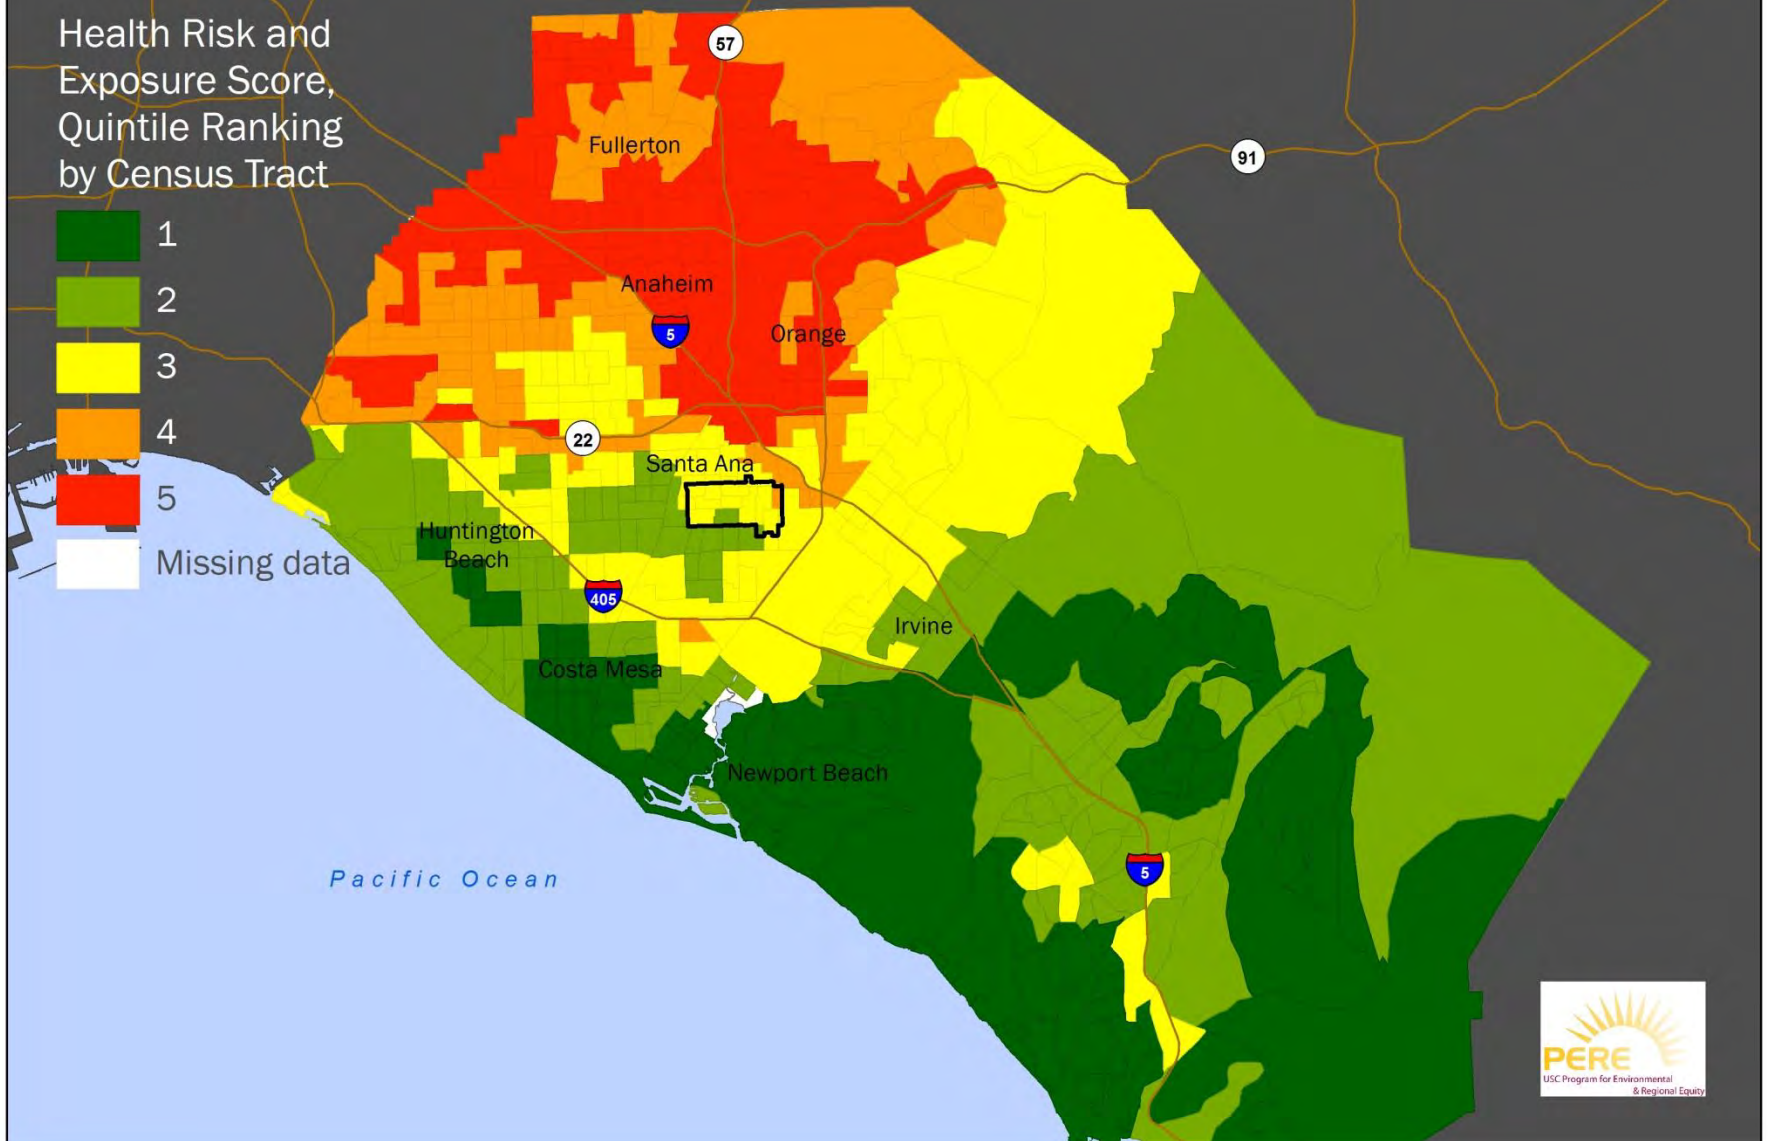 Health Risk and
Exposure Score,
Quintile Ranking
by Census Tract
1
2
3
4
5
Missing data
57
91
Fullerton
Anaheim
5
Orange
22
Santa Ana
Huntington
Beach
405
Irvine
Costa Mesa
Newport Beach
5
Pacific Ocean
PERE
USC Program for Environmental
& Regional Equity